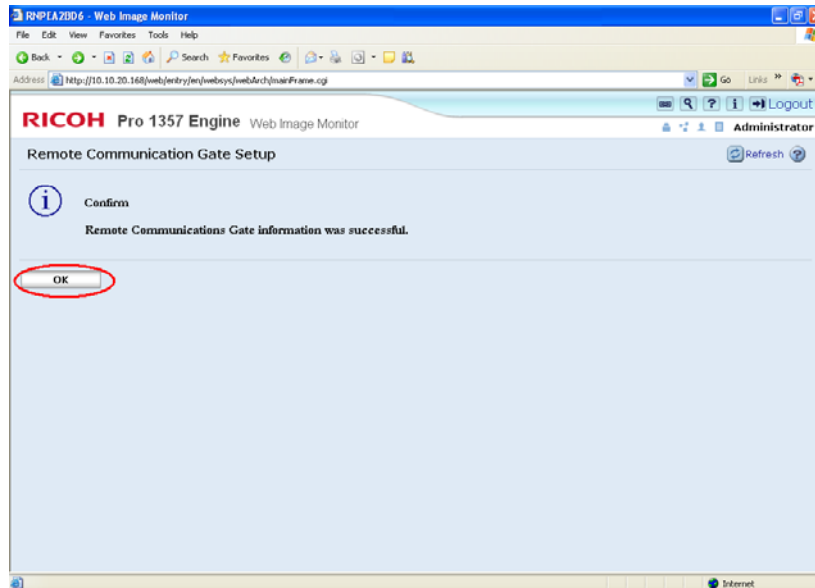 RNPEA2BD6 - Web Image Monitor
File Edit View Favorites Tools Help
Back Search Favorites
Address http://10.10.20.168/web/entry/en/websys/webArch/mainFrame.cgi Go Links »
Logout
RICOH Pro 1357 Engine Web Image Monitor
Administrator
Remote Communication Gate Setup Refresh
Confirm
Remote Communications Gate information was successful.
OK
Internet